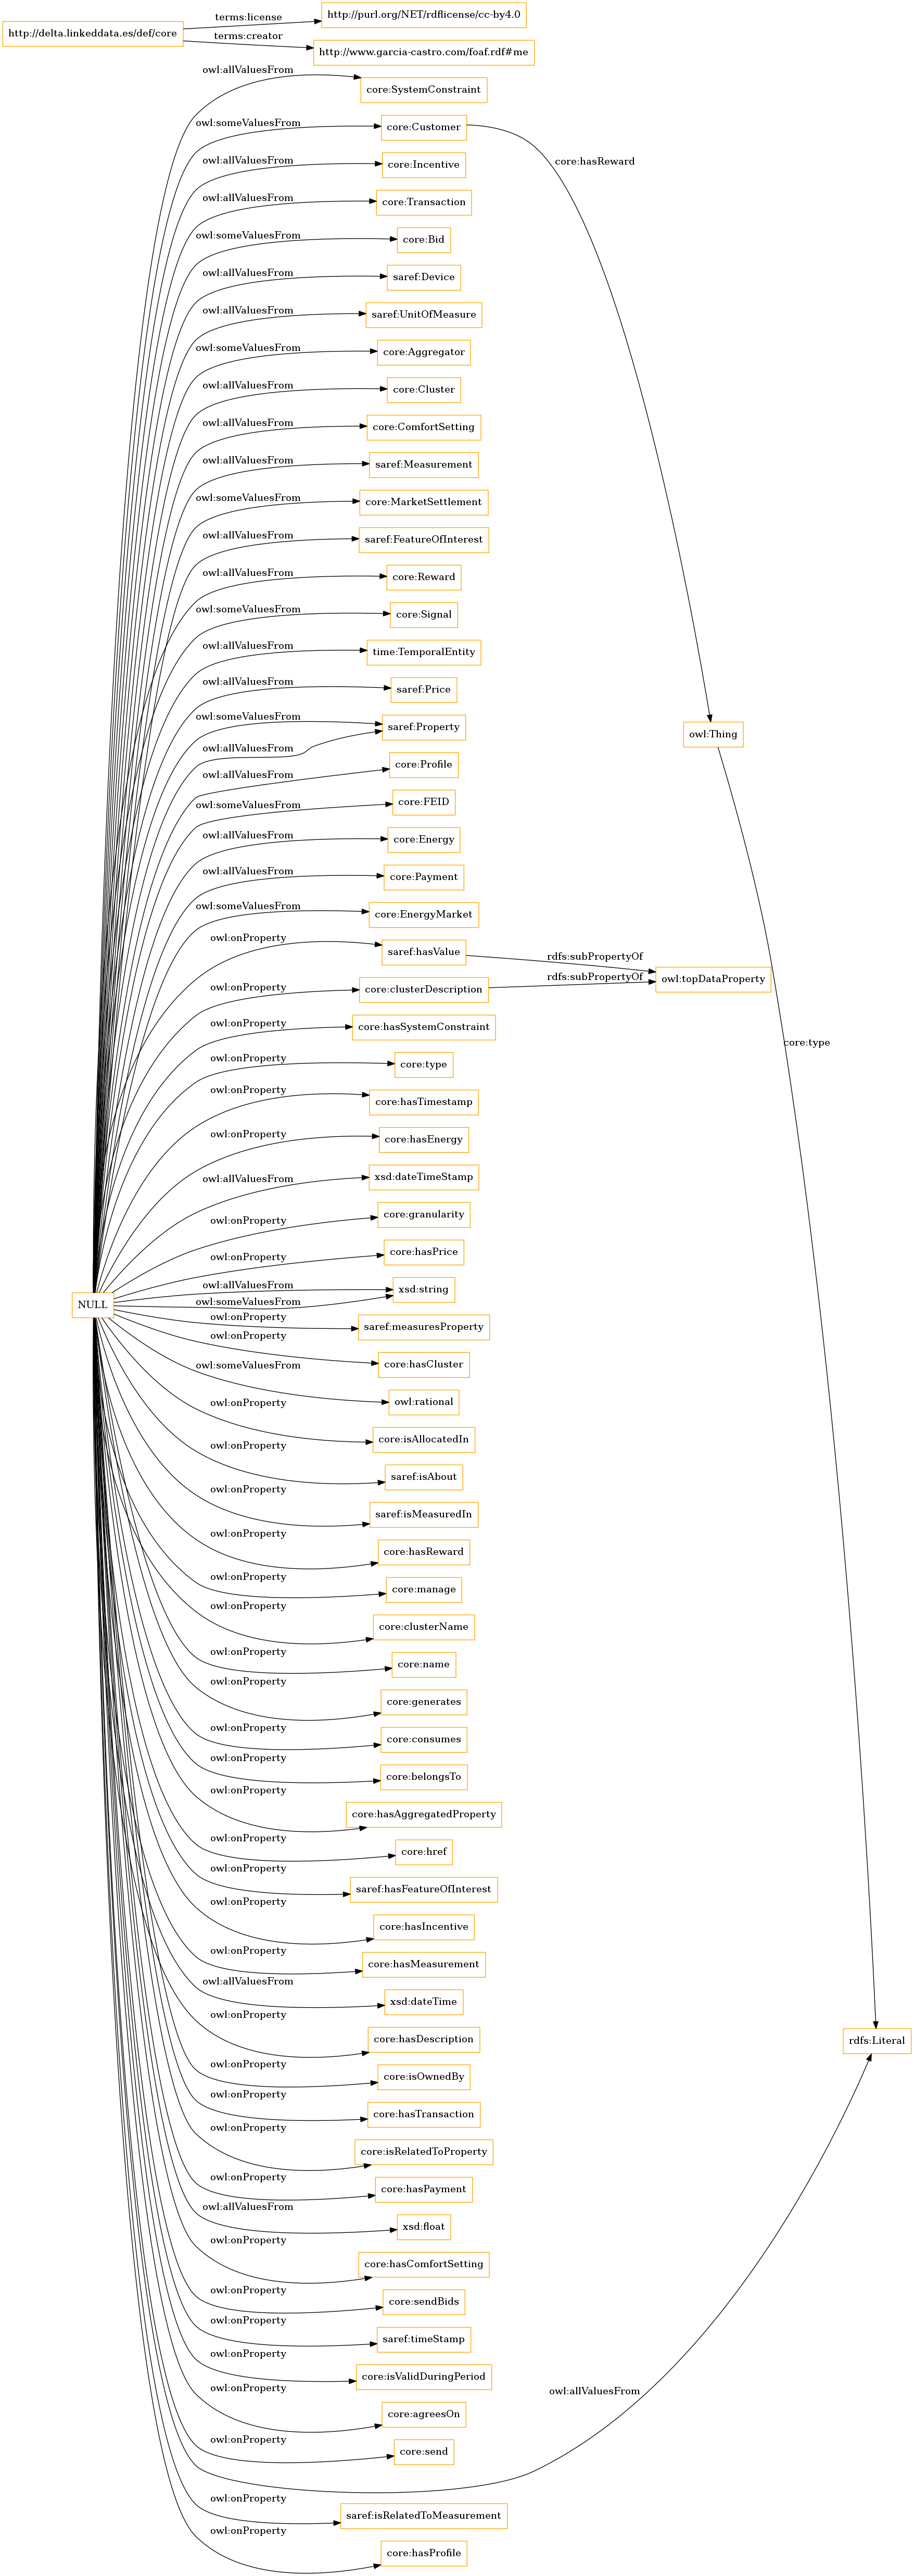 terms:license
http://purl.org/NET/rdflicense/cc-by4.0
http://delta.linkeddata.es/def/core
terms:creator
http://www.garcia-castro.com/foaf.rdf#me
owl:allValuesFrom
core:SystemConstraint
owl:someValuesFrom
core:Customer
core:hasReward
owl:allValuesFrom
core:Incentive
owl:allValuesFrom
core:Transaction
owl:someValuesFrom
core:Bid
owl:allValuesFrom
saref:Device
owl:allValuesFrom
saref:UnitOfMeasure
owl:someValuesFrom
core:Aggregator
owl:allValuesFrom
core:Cluster
owl:allValuesFrom
core:ComfortSetting
owl:allValuesFrom
saref:Measurement
owl:someValuesFrom
core:MarketSettlement
owl:allValuesFrom
saref:FeatureOfInterest
owl:allValuesFrom
core:Reward
owl:someValuesFrom
core:Signal
owl:allValuesFrom
time:TemporalEntity
owl:allValuesFrom
saref:Price
owl:someValuesFrom
saref:Property
owl:Thing
owl:allValuesFrom
owl:allValuesFrom
core:Profile
owl:someValuesFrom
core:FEID
owl:allValuesFrom
core:Energy
owl:allValuesFrom
core:Payment
owl:someValuesFrom
core:EnergyMarket
owl:onProperty
saref:hasValue
rdfs:subPropertyOf
owl:topDataProperty
rdfs:subPropertyOf
owl:onProperty
core:clusterDescription
owl:onProperty
core:hasSystemConstraint
core:type
owl:onProperty
core:type
owl:onProperty
core:hasTimestamp
owl:onProperty
core:hasEnergy
owl:allValuesFrom
xsd:dateTimeStamp
owl:onProperty
core:granularity
owl:onProperty
core:hasPrice
owl:allValuesFrom
xsd:string
NULL
owl:someValuesFrom
owl:onProperty
saref:measuresProperty
owl:onProperty
core:hasCluster
owl:someValuesFrom
owl:rational
owl:onProperty
core:isAllocatedIn
owl:onProperty
saref:isAbout
owl:onProperty
saref:isMeasuredIn
owl:onProperty
core:hasReward
owl:onProperty
core:manage
owl:onProperty
core:clusterName
owl:onProperty
core:name
owl:onProperty
core:generates
owl:onProperty
core:consumes
owl:onProperty
core:belongsTo
owl:onProperty
core:hasAggregatedProperty
owl:onProperty
core:href
owl:onProperty
saref:hasFeatureOfInterest
owl:onProperty
core:hasIncentive
owl:onProperty
core:hasMeasurement
owl:allValuesFrom
xsd:dateTime
owl:onProperty
core:hasDescription
rdfs:Literal
owl:onProperty
core:isOwnedBy
owl:onProperty
core:hasTransaction
owl:onProperty
core:isRelatedToProperty
owl:onProperty
core:hasPayment
owl:allValuesFrom
xsd:float
owl:onProperty
core:hasComfortSetting
owl:onProperty
core:sendBids
owl:onProperty
saref:timeStamp
owl:onProperty
core:isValidDuringPeriod
owl:onProperty
owl:allValuesFrom
core:agreesOn
owl:onProperty
core:send
owl:onProperty
saref:isRelatedToMeasurement
owl:onProperty
core:hasProfile